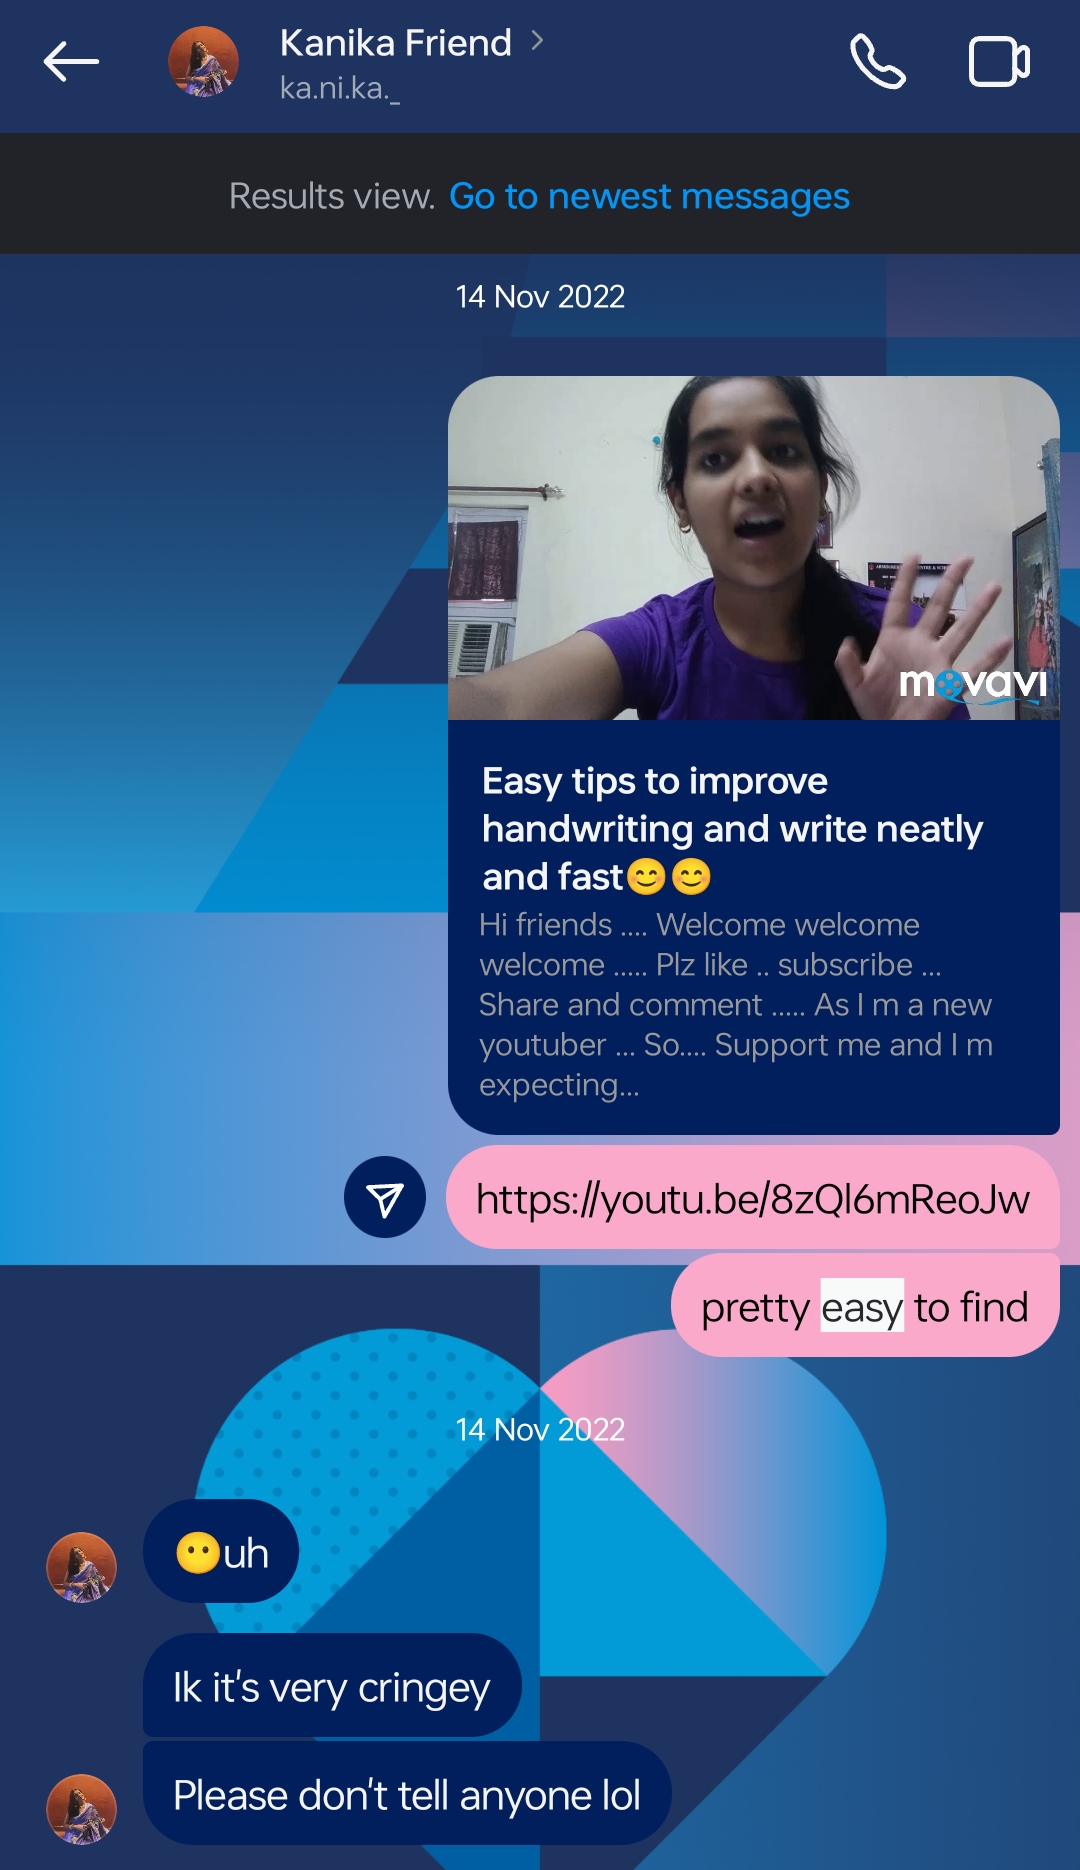 Kanika Friend
ka.ni.ka._
Results view. Go to newest messages
14 Nov 2022
movavi
Easy tips to improve
handwriting and write neatly
and fast😊😊
Hi friends .... Welcome welcome
welcome ..... Plz like .. subscribe ...
Share and comment ..... As I m a new
youtuber ... So.... Support me and I m
expecting...
https://youtu.be/8zQl6mReoJw
pretty easy to find
14 Nov 2022
😶uh
Ik it's very cringey
Please don't tell anyone lol